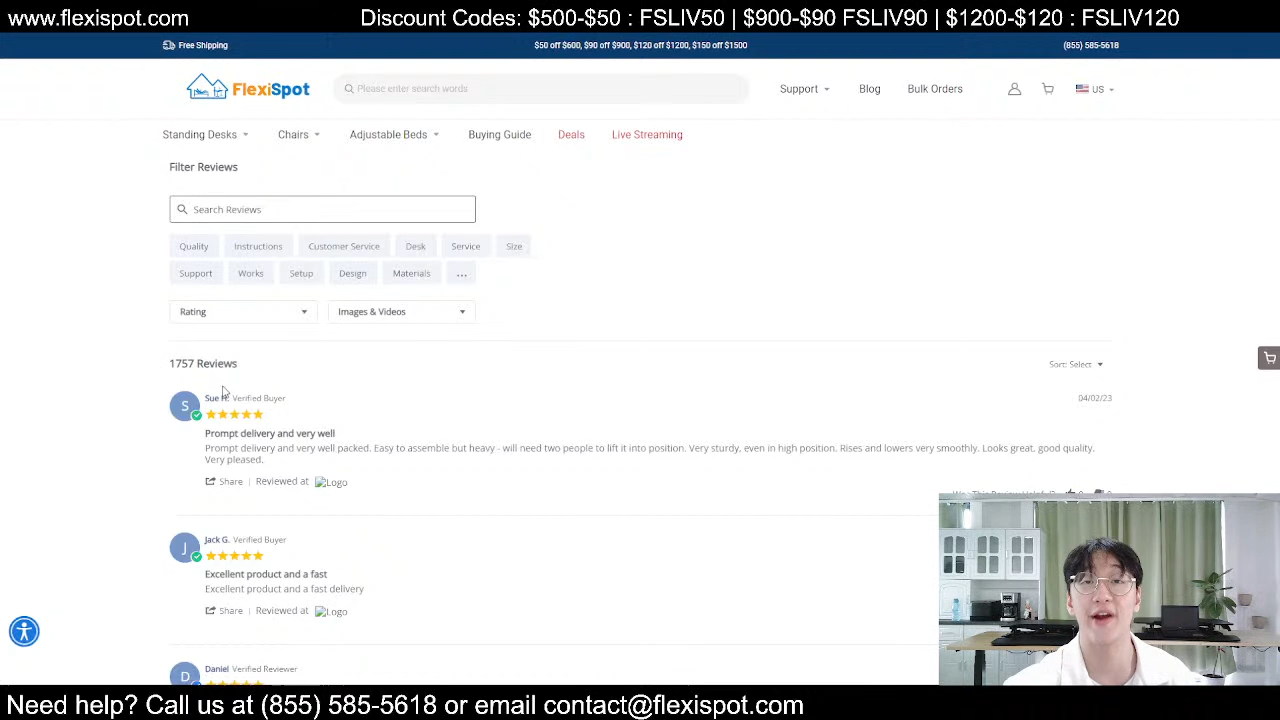 www.flexispot.com
Discount Codes: $500-$50 : FSLIV50 | $900-$90 FSLIV90 | $1200-$120 : FSLIV120
Free Shipping
$50 off $600, $90 off $900, $120 off $1200, $150 off $1500
(855) 585-5618
FlexiSpot
Please enter search words
Support
Blog
Bulk Orders
US
Standing Desks
Chairs
Adjustable Beds
Buying Guide
Deals
Live Streaming
Filter Reviews
Search Reviews
Quality
Instructions
Customer Service
Desk
Service
Size
Support
Works
Setup
Design
Materials
...
Rating
Images & Videos
1757 Reviews
Sort: Select
S
Sue H. Verified Buyer
04/02/23
Prompt delivery and very well
Prompt delivery and very well packed. Easy to assemble but heavy - will need two people to lift it into position. Very sturdy, even in high position. Rises and lowers very smoothly. Looks great, good quality.
Very pleased.
Share | Reviewed at Logo
J
Jack G. Verified Buyer
Excellent product and a fast
Excellent product and a fast delivery
Share | Reviewed at Logo
D
Daniel Verified Reviewer
Need help? Call us at (855) 585-5618 or email contact@flexispot.com